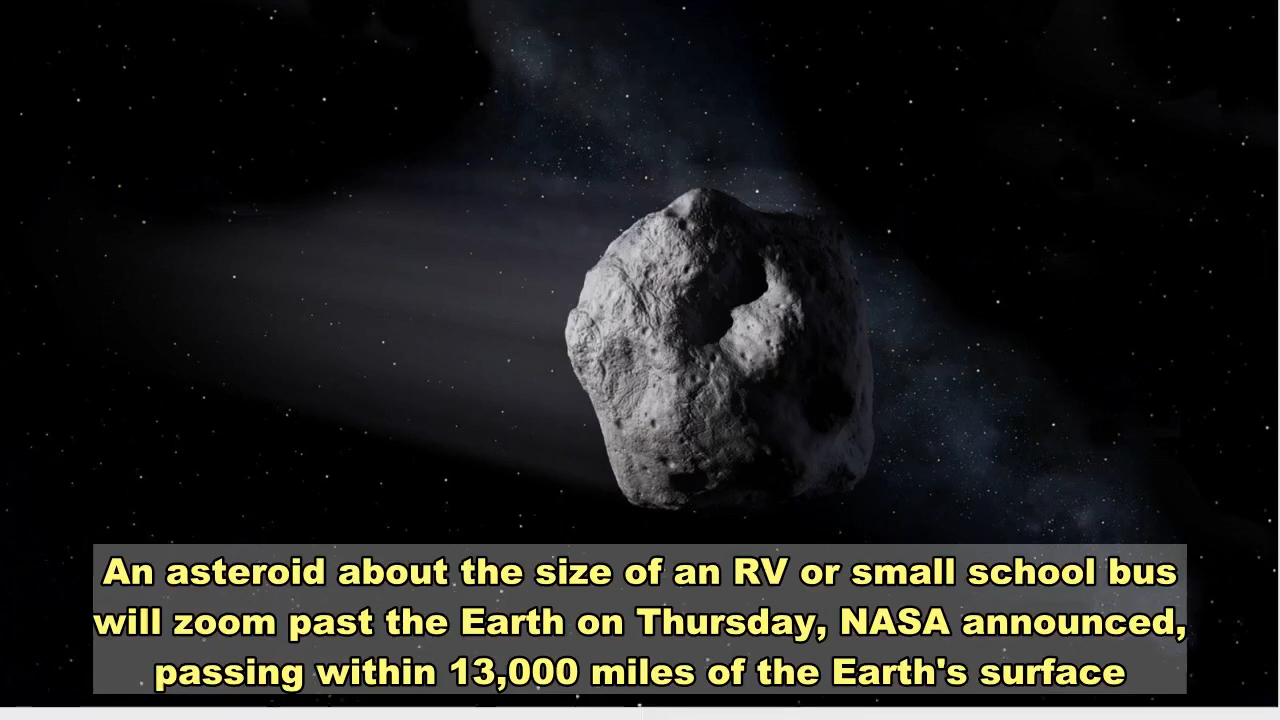 An asteroid about the size of an RV or small school bus
will zoom past the Earth on Thursday, NASA announced,
passing within 13,000 miles of the Earth's surface